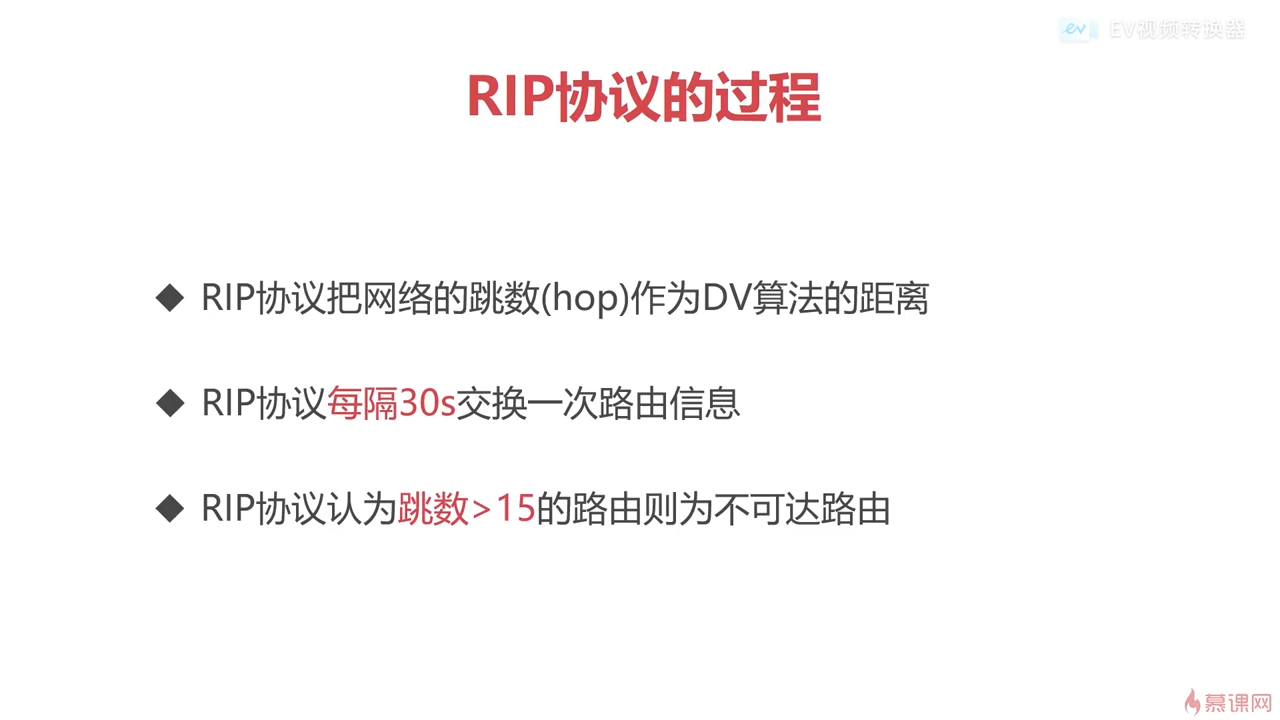 EV视频转换器
RIP协议的过程
◆ RIP协议把网络的跳数(hop)作为DV算法的距离
◆ RIP协议每隔30s交换一次路由信息
◆ RIP协议认为跳数>15的路由则为不可达路由
慕课网